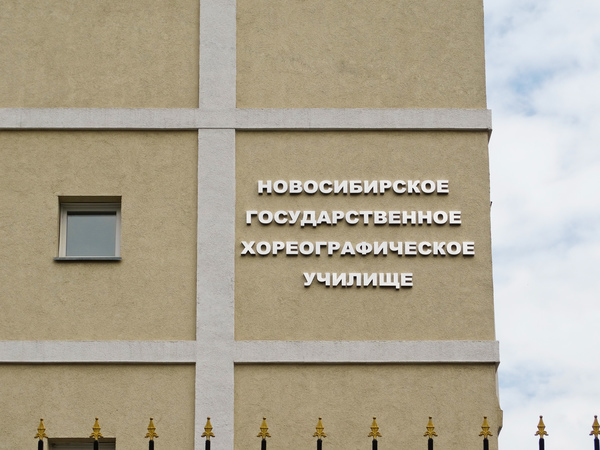 НОВОСИБИРСКОЕ
ГОСУДАРСТВЕННОЕ
ХОРЕОГРАФИЧЕСКОЕ
УЧИЛИЩЕ